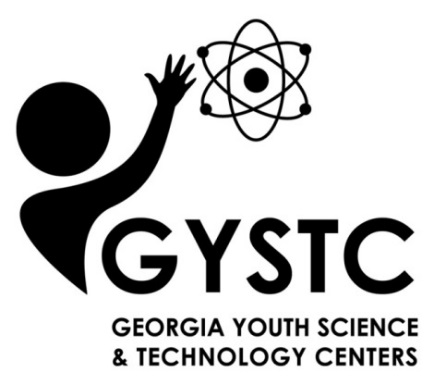 GYSTC
GEORGIA YOUTH SCIENCE
& TECHNOLOGY CENTERS